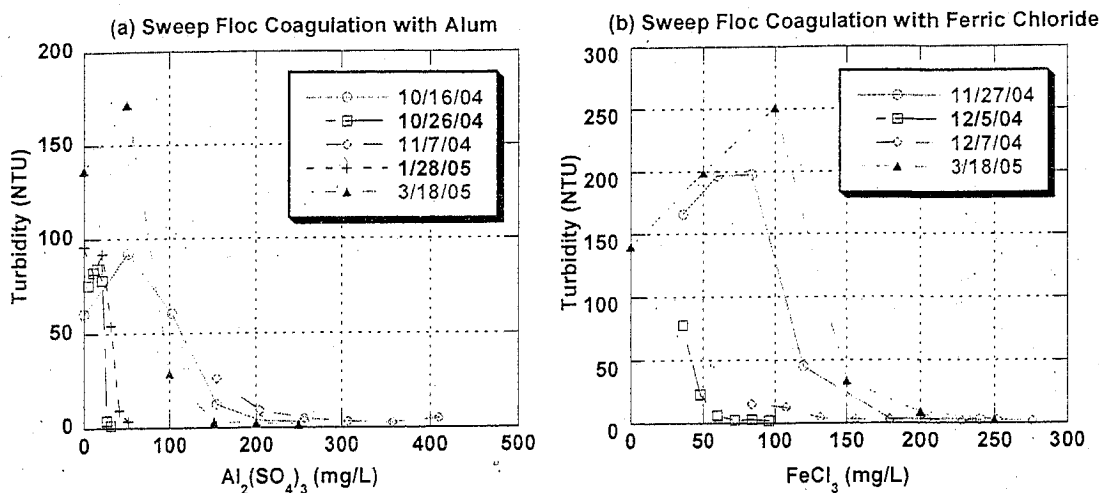 (a) Sweep Floc Coagulation with Alum
200
150
100
50
0
Turbidity (NTU)
10/16/04
10/26/04
11/7/04
1/28/05
3/18/05
0 100 200 300 400 500
Al2(SO4)3 (mg/L)
(b) Sweep Floc Coagulation with Ferric Chloride
300
250
200
150
100
50
0
Turbidity (NTU)
11/27/04
12/5/04
12/7/04
3/18/05
0 50 100 150 200 250 300
FeCl3 (mg/L)